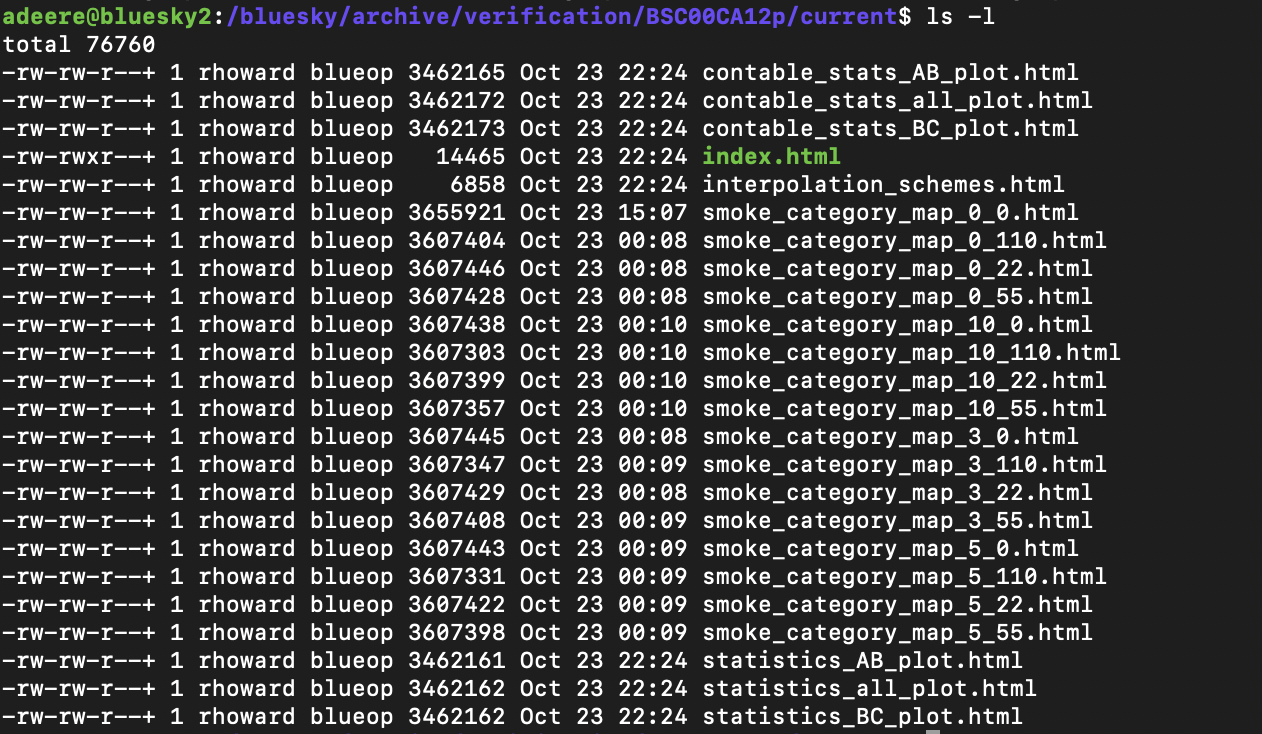 adeere@bluesky2:/bluesky/archive/verification/BSC00CA12p/current$ ls -l
total 76760
-rw-rw-r--+ 1 rhoward blueop 3462165 Oct 23 22:24 contable_stats_AB_plot.html
-rw-rw-r--+ 1 rhoward blueop 3462172 Oct 23 22:24 contable_stats_all_plot.html
-rw-rw-r--+ 1 rhoward blueop 3462173 Oct 23 22:24 contable_stats_BC_plot.html
-rw-rwxr--+ 1 rhoward blueop   14465 Oct 23 22:24 index.html
-rw-rw-r--+ 1 rhoward blueop    6858 Oct 23 22:24 interpolation_schemes.html
-rw-rw-r--+ 1 rhoward blueop 3655921 Oct 23 15:07 smoke_category_map_0_0.html
-rw-rw-r--+ 1 rhoward blueop 3607404 Oct 23 00:08 smoke_category_map_0_110.html
-rw-rw-r--+ 1 rhoward blueop 3607446 Oct 23 00:08 smoke_category_map_0_22.html
-rw-rw-r--+ 1 rhoward blueop 3607428 Oct 23 00:08 smoke_category_map_0_55.html
-rw-rw-r--+ 1 rhoward blueop 3607438 Oct 23 00:10 smoke_category_map_10_0.html
-rw-rw-r--+ 1 rhoward blueop 3607303 Oct 23 00:10 smoke_category_map_10_110.html
-rw-rw-r--+ 1 rhoward blueop 3607399 Oct 23 00:10 smoke_category_map_10_22.html
-rw-rw-r--+ 1 rhoward blueop 3607357 Oct 23 00:10 smoke_category_map_10_55.html
-rw-rw-r--+ 1 rhoward blueop 3607445 Oct 23 00:08 smoke_category_map_3_0.html
-rw-rw-r--+ 1 rhoward blueop 3607347 Oct 23 00:09 smoke_category_map_3_110.html
-rw-rw-r--+ 1 rhoward blueop 3607429 Oct 23 00:08 smoke_category_map_3_22.html
-rw-rw-r--+ 1 rhoward blueop 3607408 Oct 23 00:09 smoke_category_map_3_55.html
-rw-rw-r--+ 1 rhoward blueop 3607443 Oct 23 00:09 smoke_category_map_5_0.html
-rw-rw-r--+ 1 rhoward blueop 3607331 Oct 23 00:09 smoke_category_map_5_110.html
-rw-rw-r--+ 1 rhoward blueop 3607422 Oct 23 00:09 smoke_category_map_5_22.html
-rw-rw-r--+ 1 rhoward blueop 3607398 Oct 23 00:09 smoke_category_map_5_55.html
-rw-rw-r--+ 1 rhoward blueop 3462161 Oct 23 22:24 statistics_AB_plot.html
-rw-rw-r--+ 1 rhoward blueop 3462162 Oct 23 22:24 statistics_all_plot.html
-rw-rw-r--+ 1 rhoward blueop 3462162 Oct 23 22:24 statistics_BC_plot.html